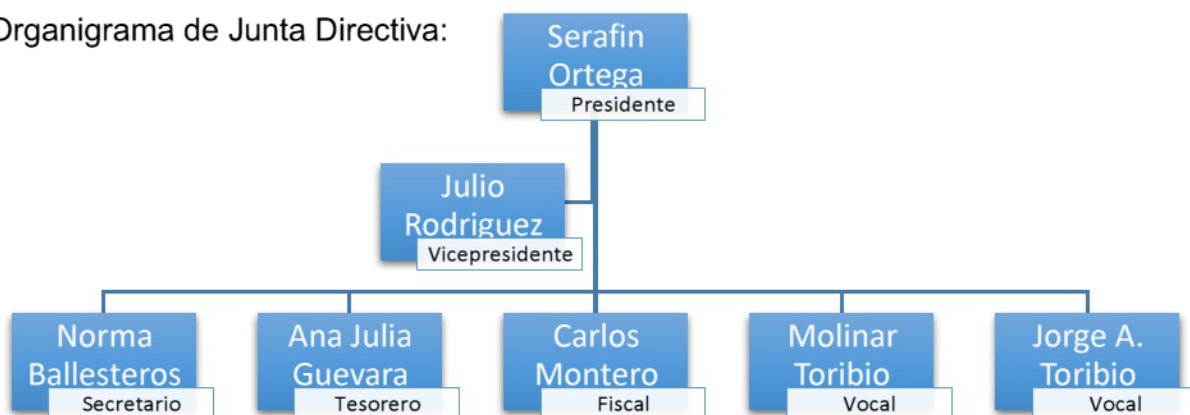 Organigrama de Junta Directiva:
Serafin
Ortega
Presidente
Julio
Rodriguez
Vicepresidente
Norma
Ballesteros
Secretario
Ana Julia
Guevara
Tesorero
Carlos
Montero
Fiscal
Molinar
Toribio
Vocal
Jorge A.
Toribio
Vocal